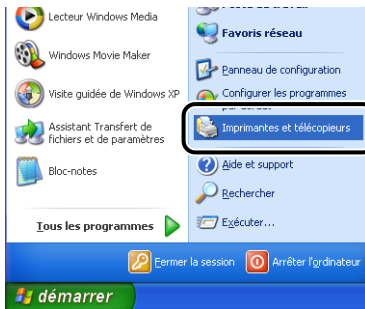 Lecteur Windows Media
Windows Movie Maker
Visite guidée de Windows XP
Assistant Transfert de
fichiers et de paramètres
Bloc-notes
Tous les programmes
Favoris réseau
Panneau de configuration
Configurer les programmes
Imprimantes et télécopieurs
Aide et support
Rechercher
Exécuter...
Fermer la session
Arrêter l'ordinateur
démarrer